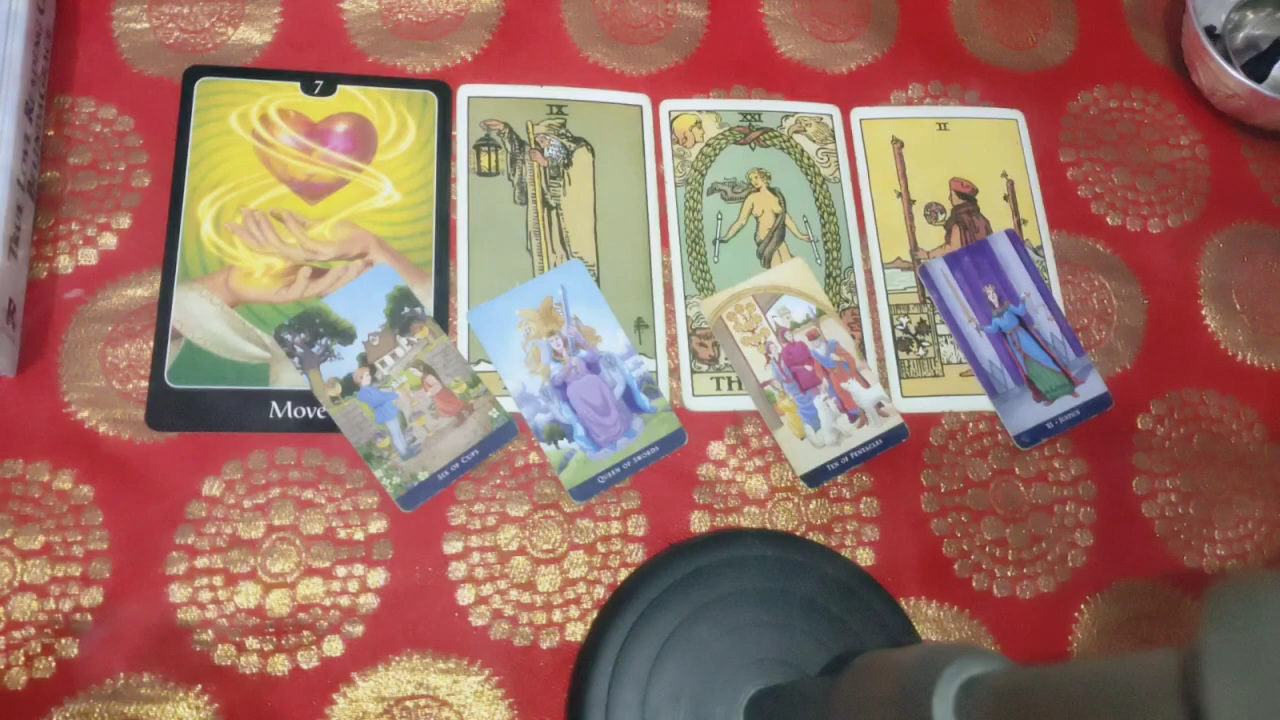 7
Move
IX
XXI
TH
II
SIX OF CUPS
QUEEN OF SWORDS
TEN OF PENTACLES
XI • JUSTICE
R